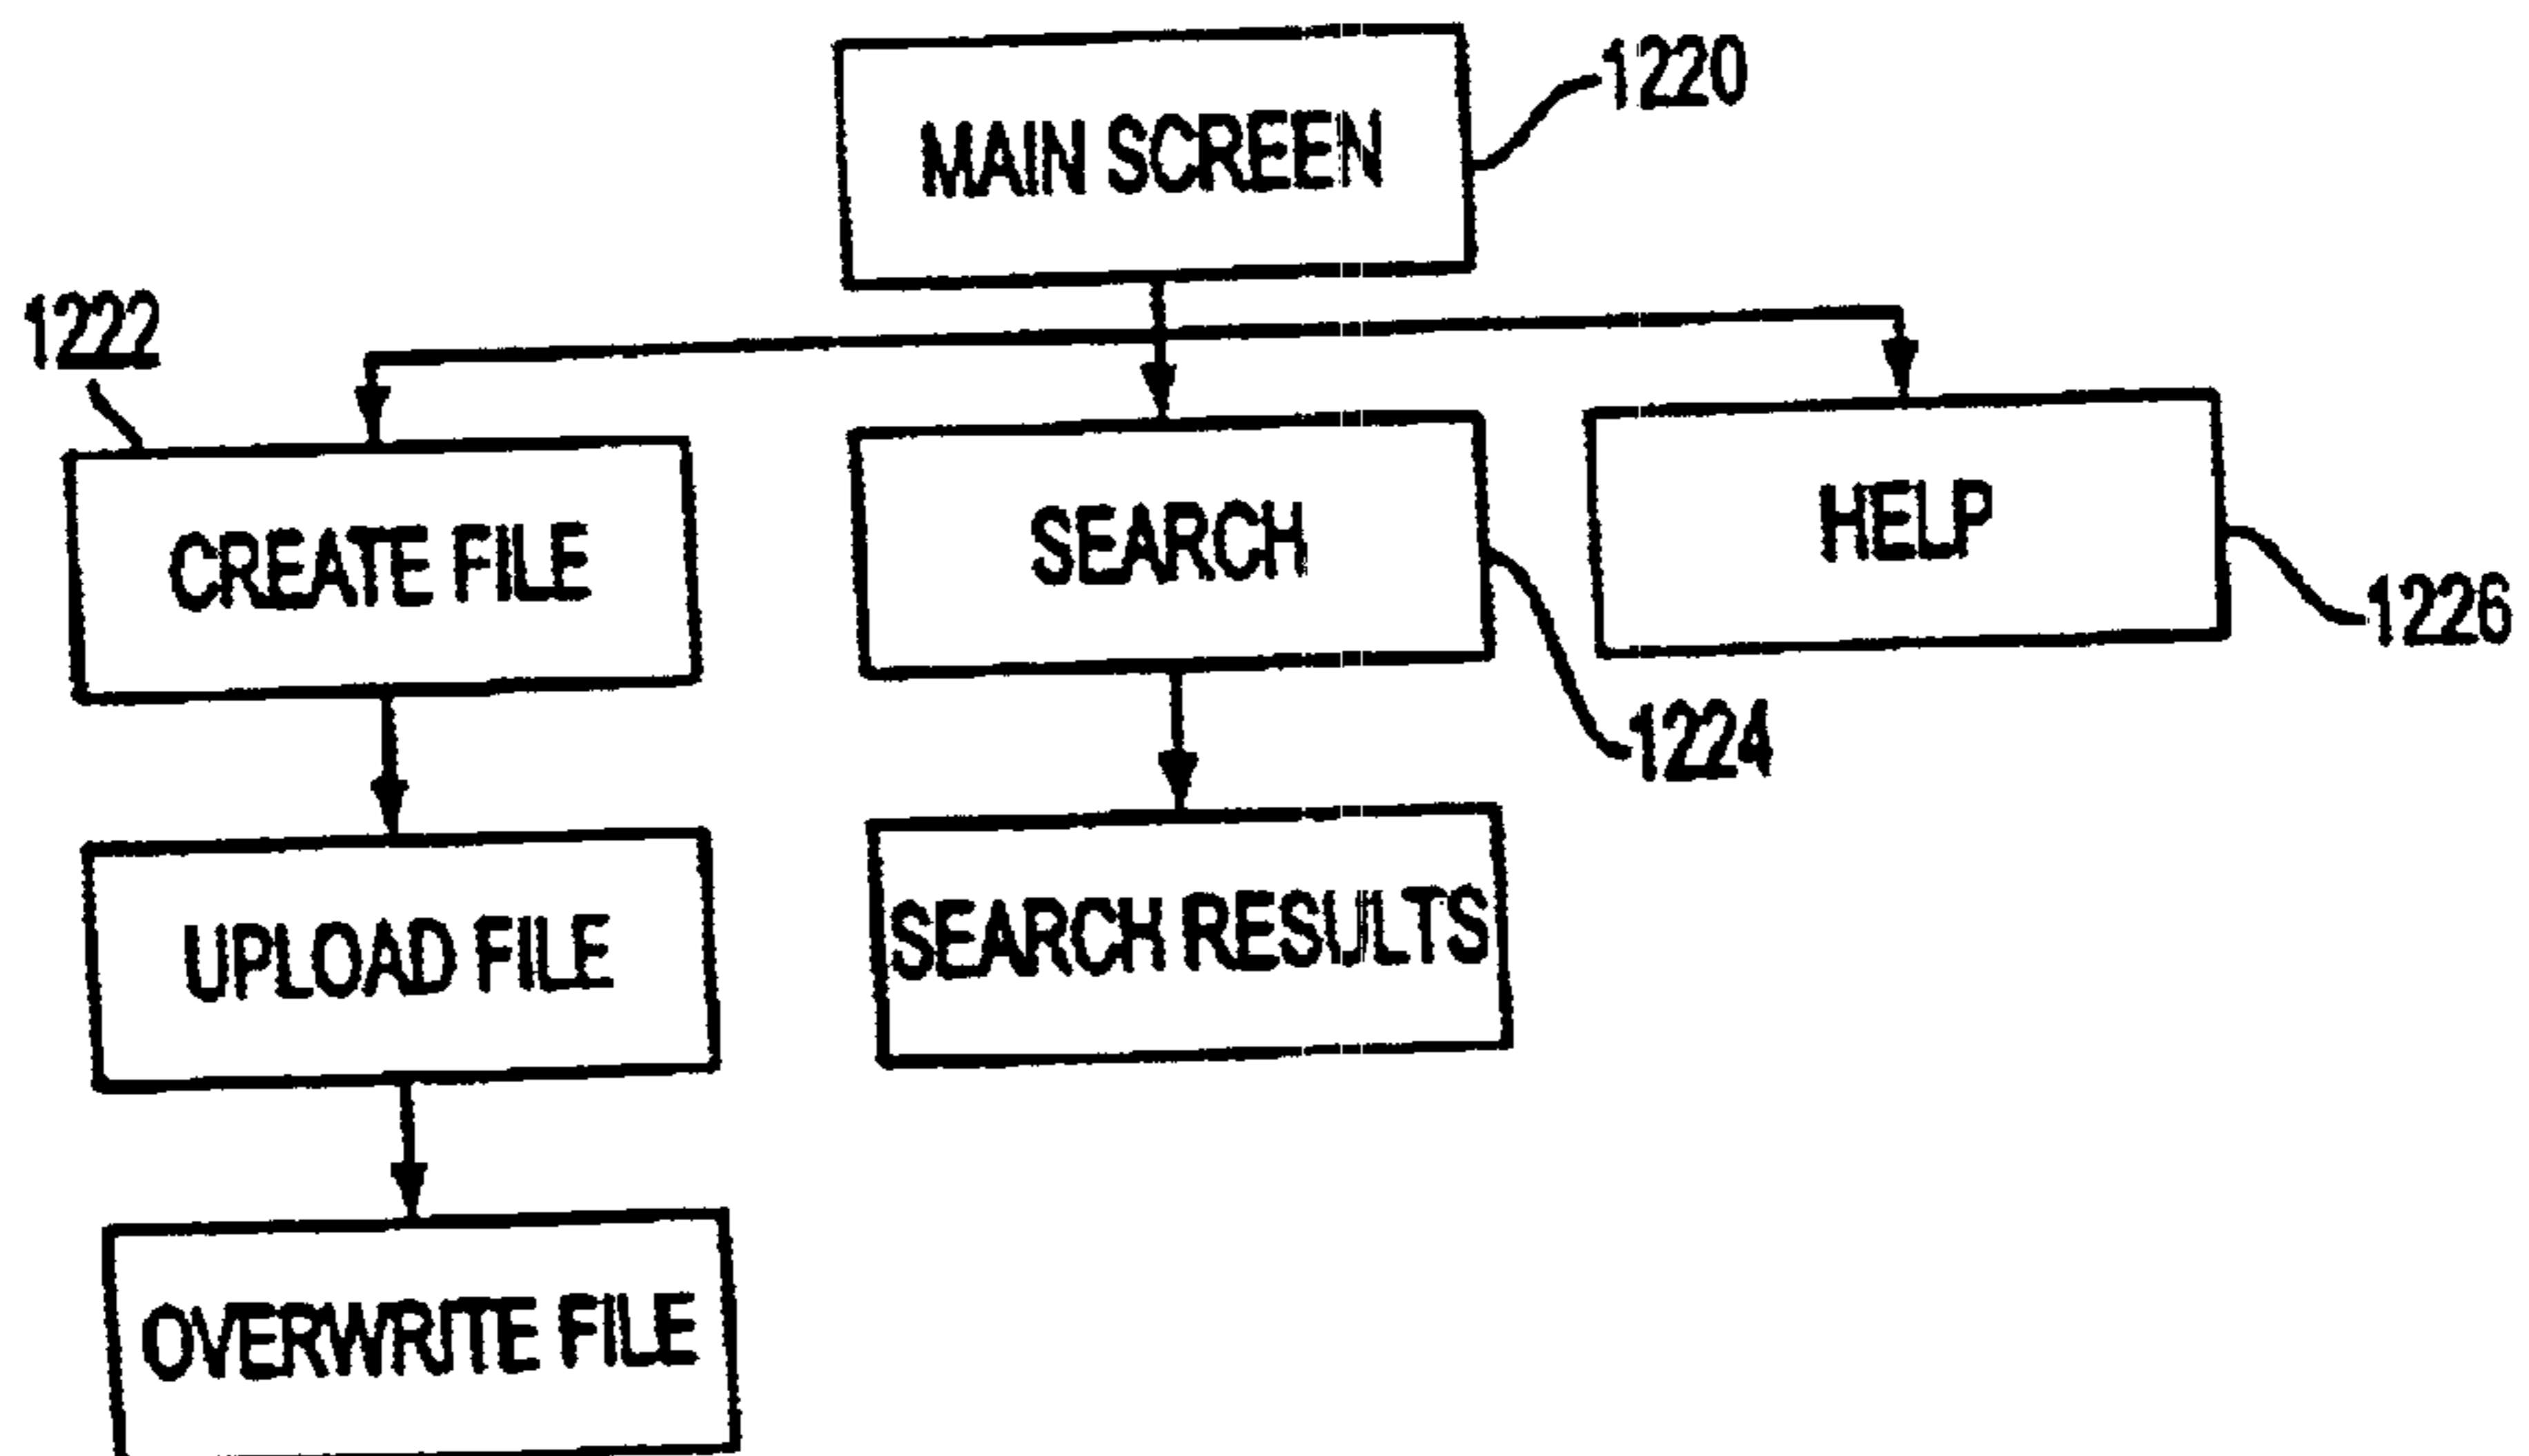 MAIN SCREEN
1220
1222
CREATE FILE
SEARCH
HELP
1226
1224
UPLOAD FILE
SEARCH RESULTS
OVERWRITE FILE